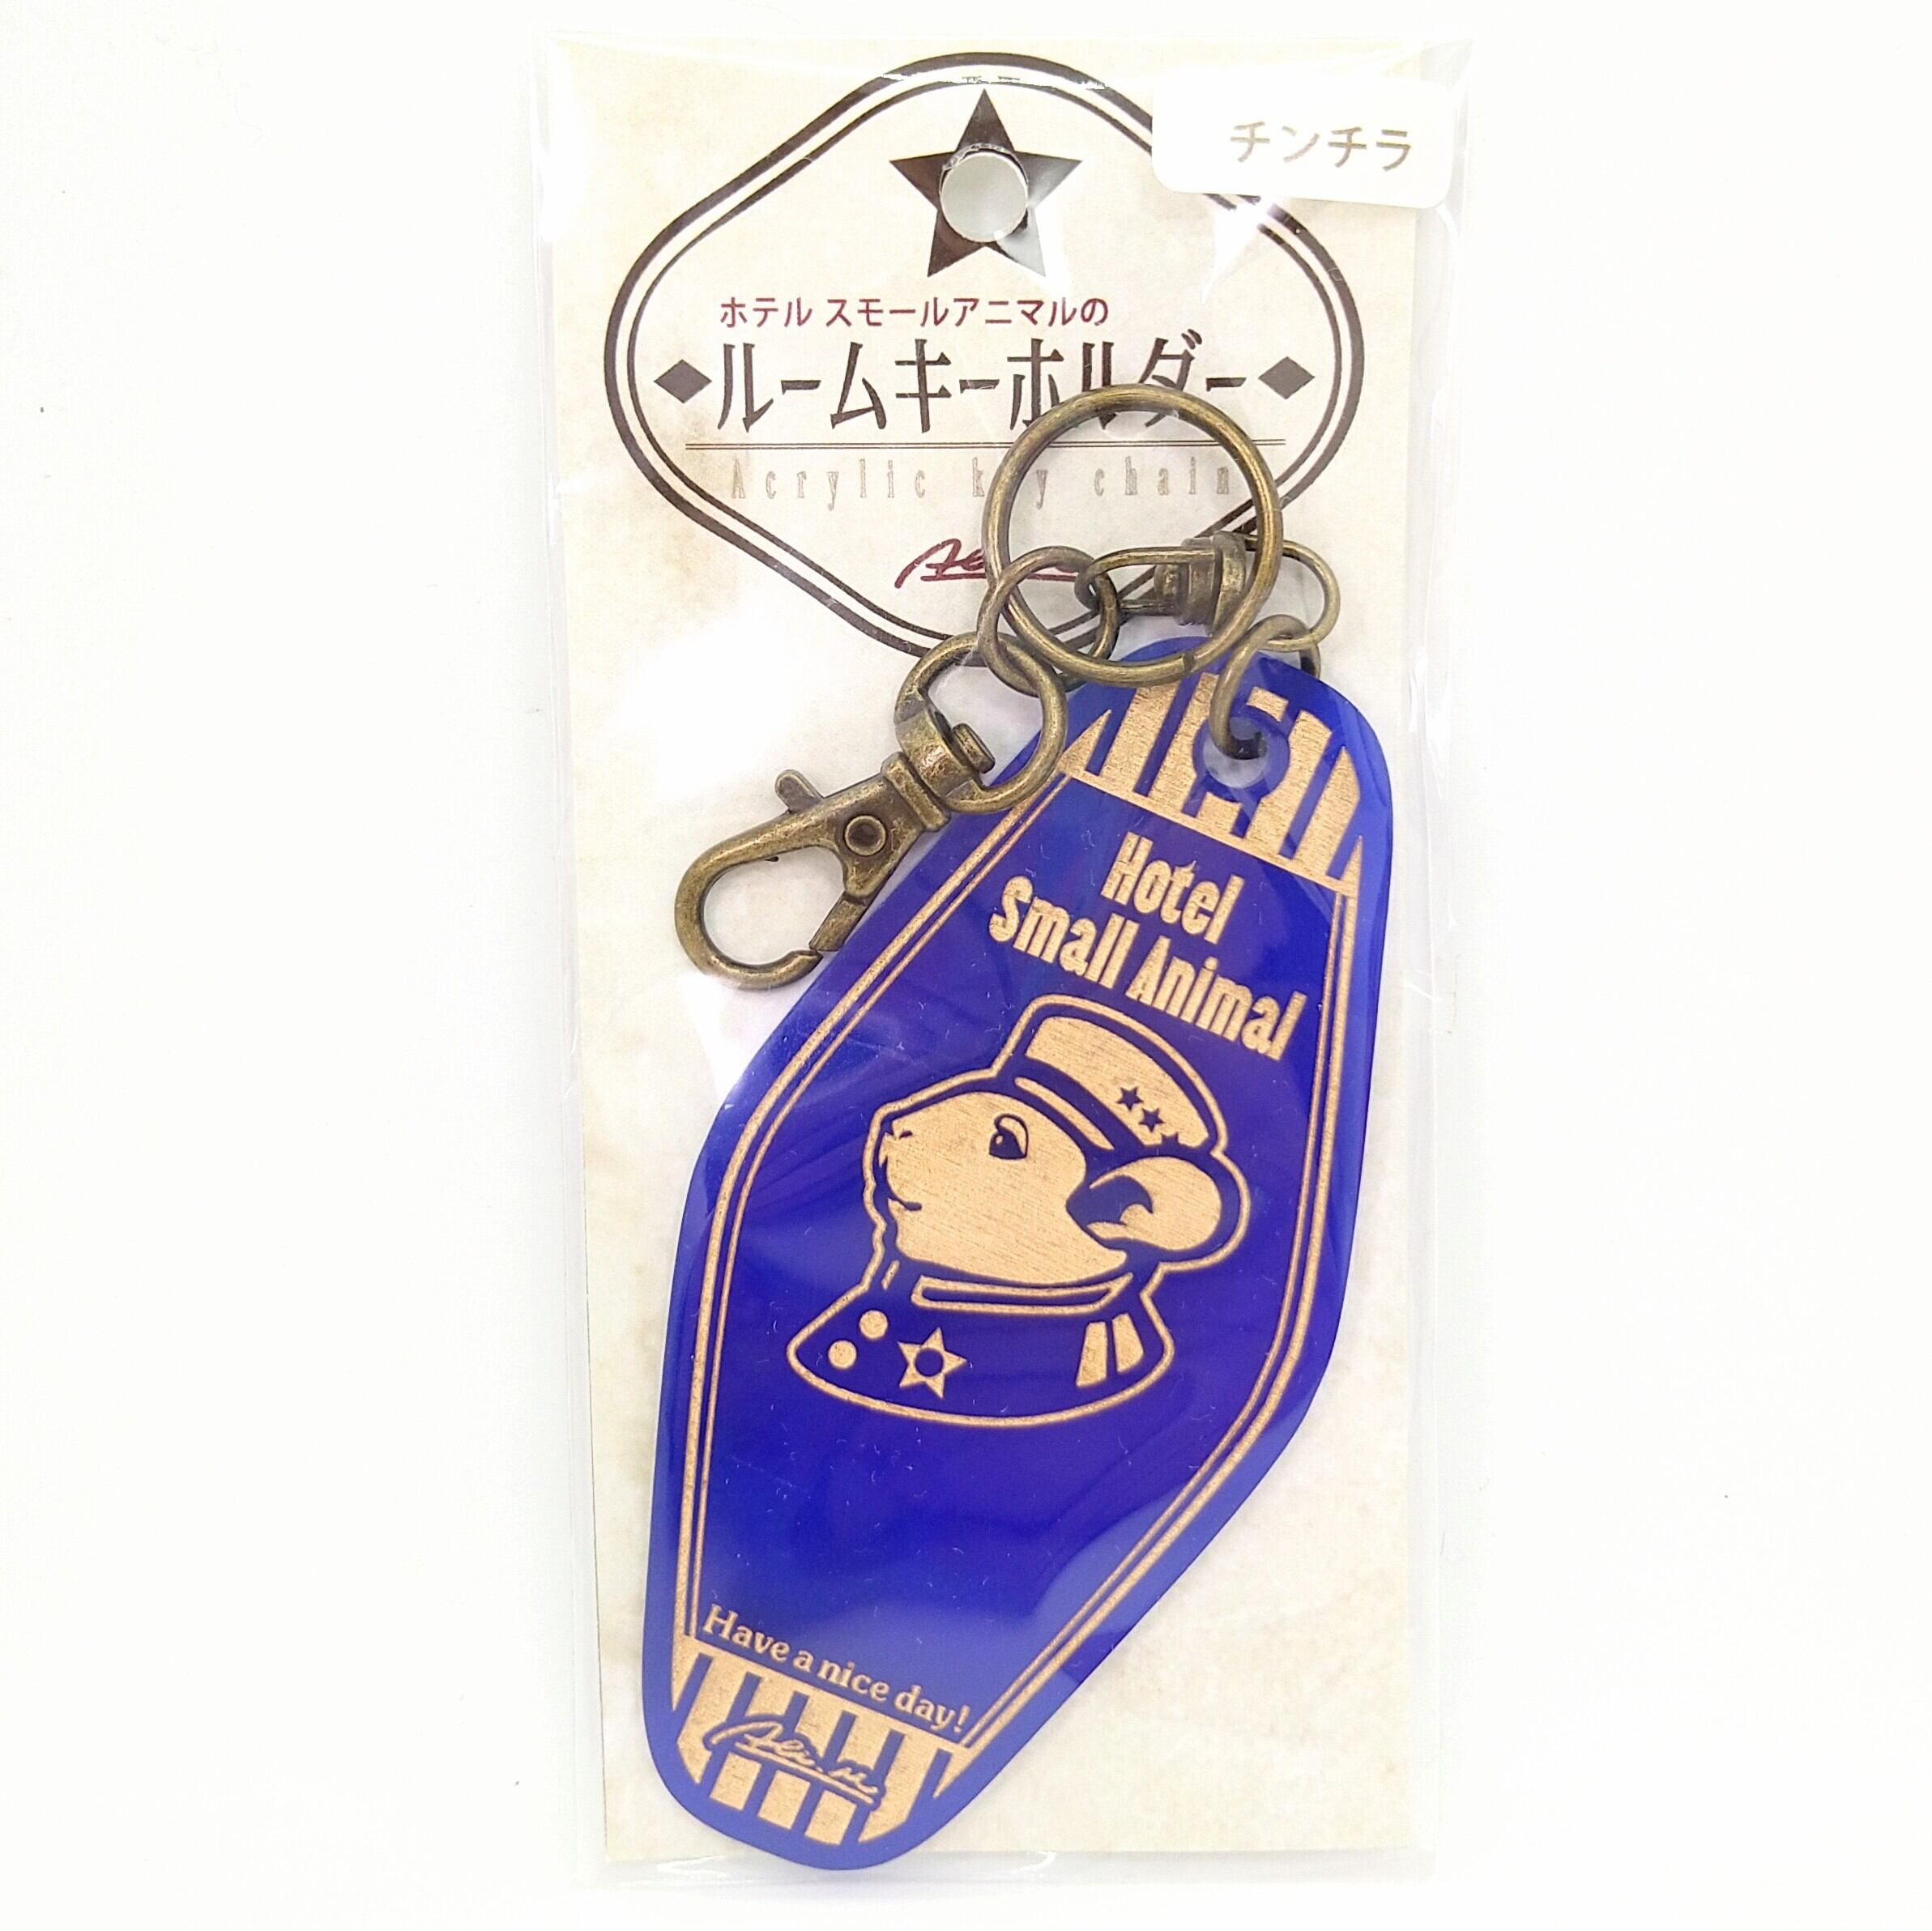 チンチラ
ホテル スモールアニマルの
ルームキーホルダー
Acrylic key chain
Hotel
Small Animal
Have a nice day!